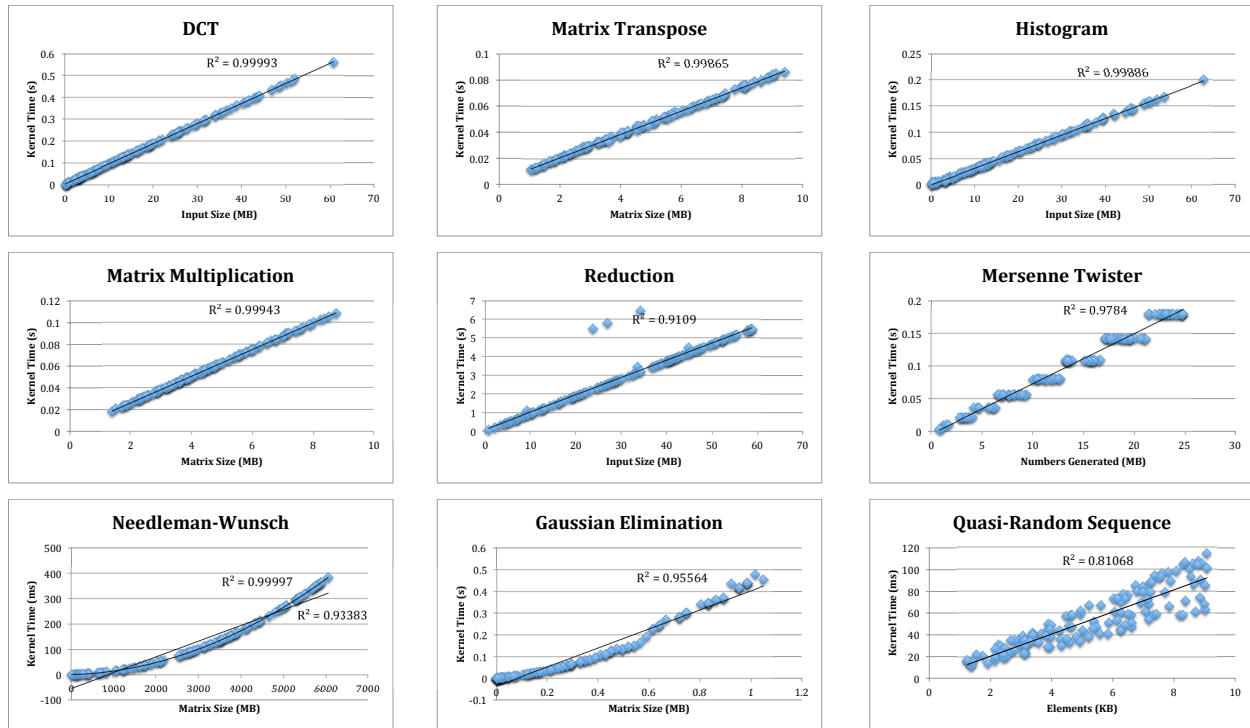 DCT
R² = 0.99993
0.6
0.5
0.4
0.3
0.2
0.1
0
Kernel Time (s)
0 10 20 30 40 50 60 70
Input Size (MB)
Matrix Transpose
R² = 0.99865
0.1
0.08
0.06
0.04
0.02
0
Kernel Time (s)
0 2 4 6 8 10
Matrix Size (MB)
Histogram
R² = 0.99886
0.25
0.2
0.15
0.1
0.05
0
Kernel Time (s)
0 10 20 30 40 50 60 70
Input Size (MB)
Matrix Multiplication
R² = 0.99943
0.12
0.1
0.08
0.06
0.04
0.02
0
Kernel Time (s)
0 2 4 6 8 10
Matrix Size (MB)
Reduction
R² = 0.9109
7
6
5
4
3
2
1
0
Kernel Time (s)
0 10 20 30 40 50 60 70
Input Size (MB)
Mersenne Twister
R² = 0.9784
0.2
0.15
0.1
0.05
0
Kernel Time (s)
0 5 10 15 20 25 30
Numbers Generated (MB)
Needleman-Wunsch
R² = 0.99997
R² = 0.93383
500
400
300
200
100
0
-100
Kernel Time (ms)
0 1000 2000 3000 4000 5000 6000 7000
Matrix Size (MB)
Gaussian Elimination
R² = 0.95564
0.6
0.5
0.4
0.3
0.2
0.1
0
-0.1
Kernel Time (s)
0 0.2 0.4 0.6 0.8 1 1.2
Matrix Size (MB)
Quasi-Random Sequence
R² = 0.81068
120
100
80
60
40
20
0
Kernel Time (ms)
0 2 4 6 8 10
Elements (KB)